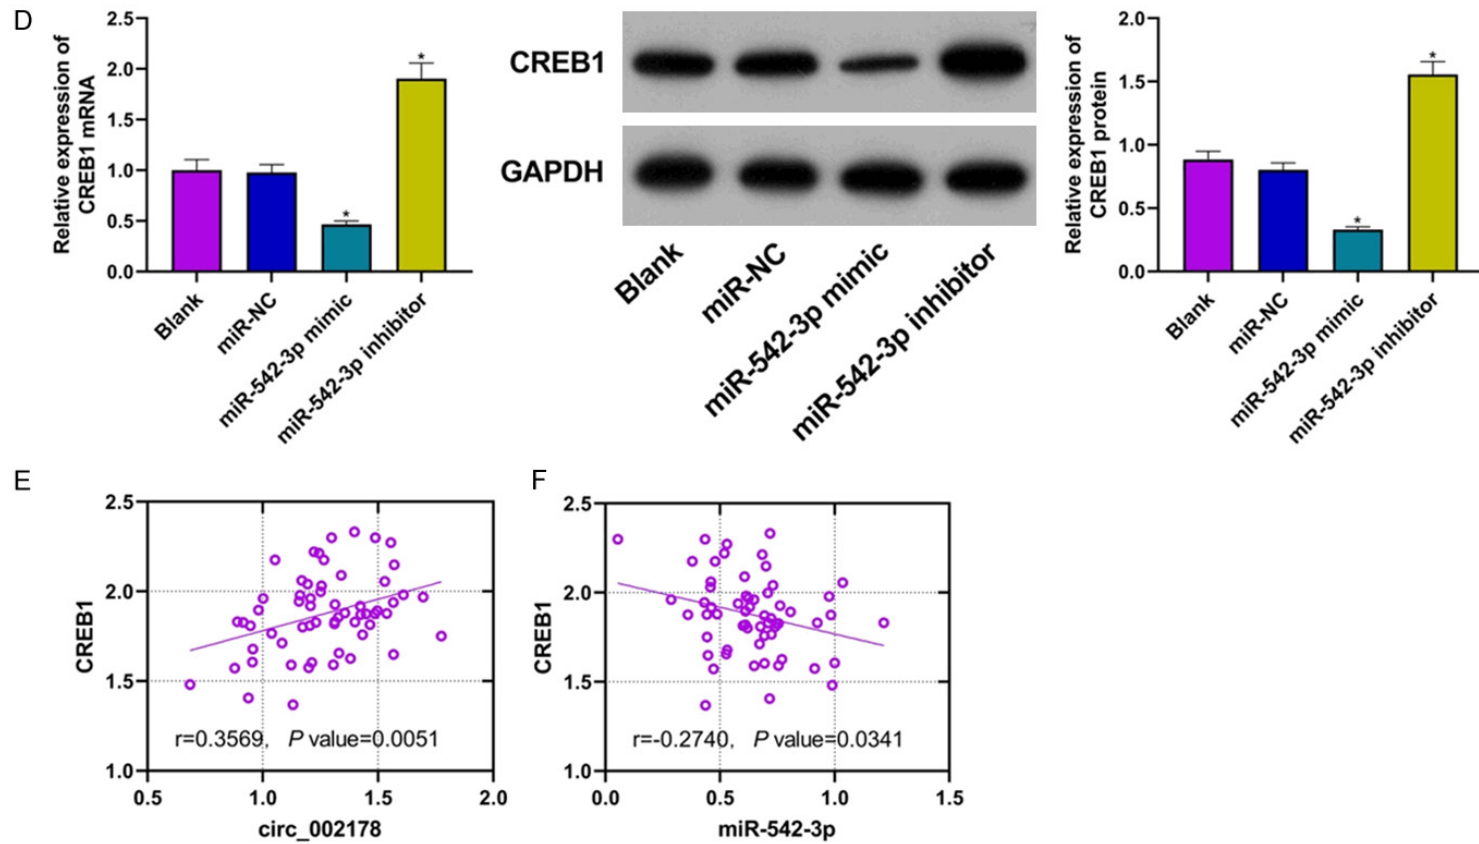 D
Relative expression of
CREB1 mRNA
2.5
2.0
1.5
1.0
0.5
0.0
*
*
Blank
miR-NC
miR-542-3p mimic
miR-542-3p inhibitor
CREB1
GAPDH
Blank
miR-NC
miR-542-3p mimic
miR-542-3p inhibitor
Relative expression of
CREB1 protein
2.0
1.5
1.0
0.5
0.0
*
*
Blank
miR-NC
miR-542-3p mimic
miR-542-3p inhibitor
E
CREB1
2.5
2.0
1.5
1.0
r=0.3569, P value=0.0051
0.5 1.0 1.5 2.0
circ_002178
F
CREB1
2.5
2.0
1.5
1.0
r=-0.2740, P value=0.0341
0.0 0.5 1.0 1.5
miR-542-3p